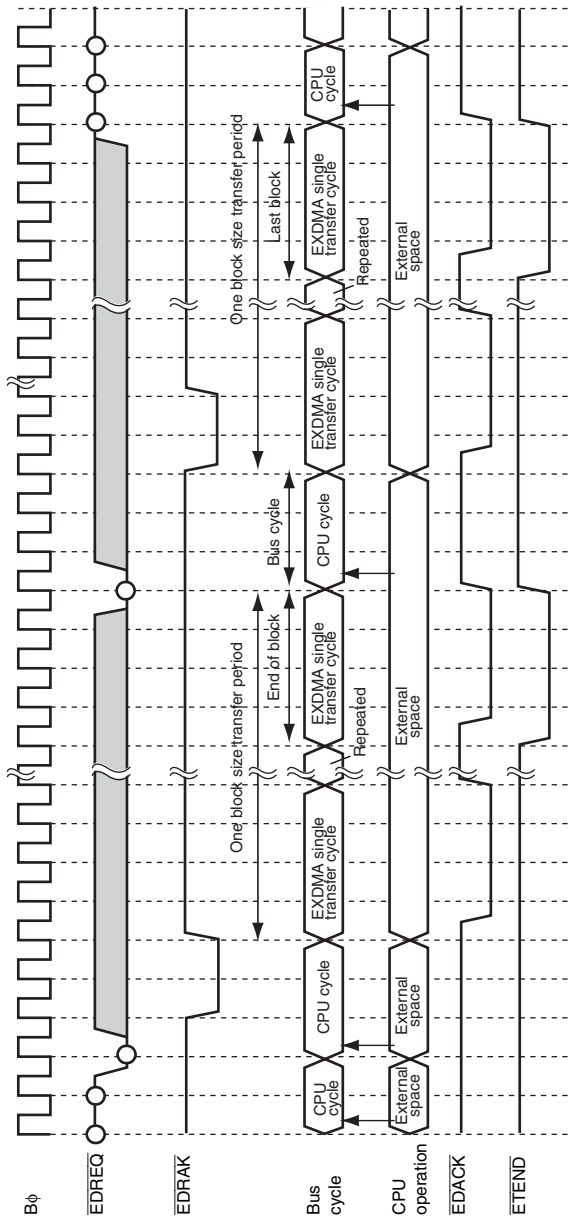 Bϕ
EDREQ
EDRAK
One block size transfer period
One block size transfer period
End of block
Bus cycle
Last block
Bus
cycle
CPU
cycle
CPU cycle
EXDMA single
transfer cycle
Repeated
EXDMA single
transfer cycle
CPU cycle
EXDMA single
transfer cycle
Repeated
EXDMA single
transfer cycle
CPU
cycle
CPU
operation
External
space
External
space
External
space
External
space
EDACK
ETEND